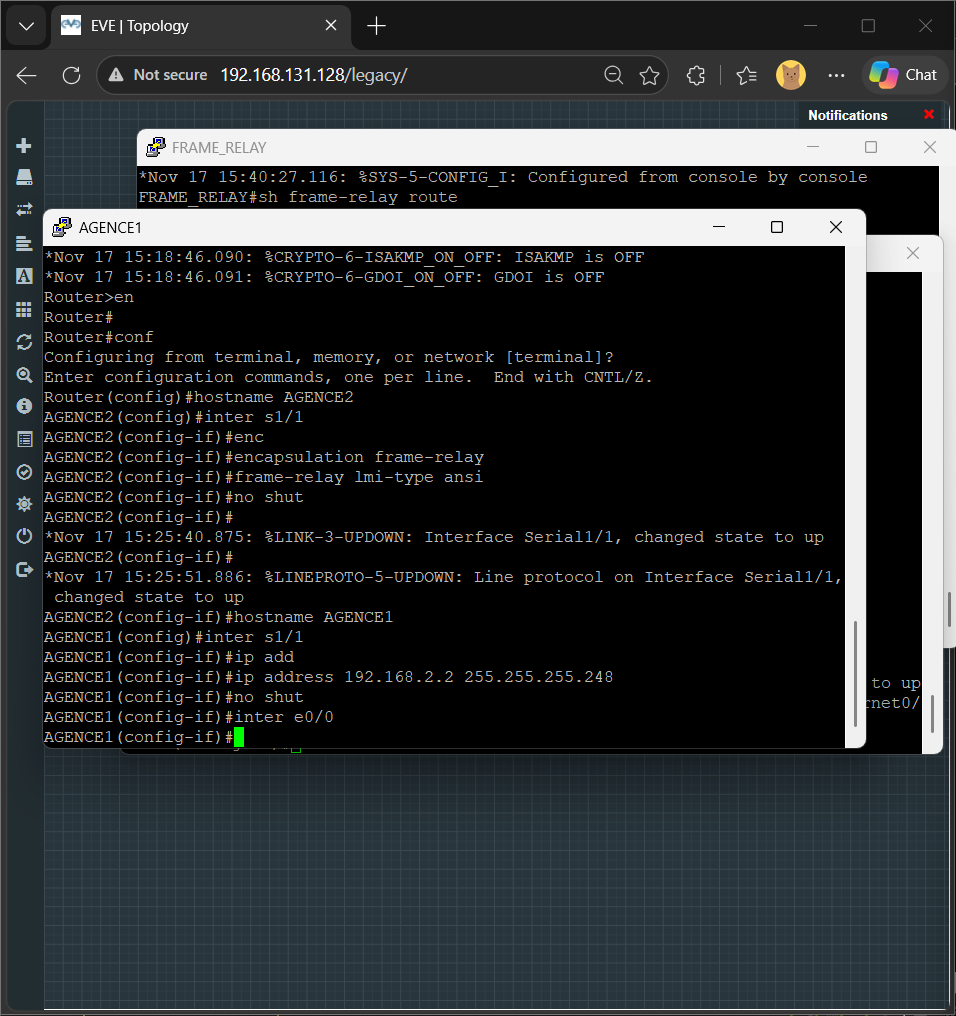 EVE | Topology
Not secure 192.168.131.128/legacy/
Chat
Notifications
FRAME_RELAY
*Nov 17 15:40:27.116: %SYS-5-CONFIG_I: Configured from console by console
FRAME_RELAY#sh frame-relay route
AGENCE1
*Nov 17 15:18:46.090: %CRYPTO-6-ISAKMP_ON_OFF: ISAKMP is OFF
*Nov 17 15:18:46.091: %CRYPTO-6-GDOI_ON_OFF: GDOI is OFF
Router>en
Router#
Router#conf
Configuring from terminal, memory, or network [terminal]?
Enter configuration commands, one per line.  End with CNTL/Z.
Router(config)#hostname AGENCE2
AGENCE2(config)#inter s1/1
AGENCE2(config-if)#enc
AGENCE2(config-if)#encapsulation frame-relay
AGENCE2(config-if)#frame-relay lmi-type ansi
AGENCE2(config-if)#no shut
AGENCE2(config-if)#
*Nov 17 15:25:40.875: %LINK-3-UPDOWN: Interface Serial1/1, changed state to up
AGENCE2(config-if)#
*Nov 17 15:25:51.886: %LINEPROTO-5-UPDOWN: Line protocol on Interface Serial1/1,
changed state to up
AGENCE2(config-if)#hostname AGENCE1
AGENCE1(config)#inter s1/1
AGENCE1(config-if)#ip add
AGENCE1(config-if)#ip address 192.168.2.2 255.255.255.248
AGENCE1(config-if)#no shut
AGENCE1(config-if)#inter e0/0
AGENCE1(config-if)#
to up
rnet0/